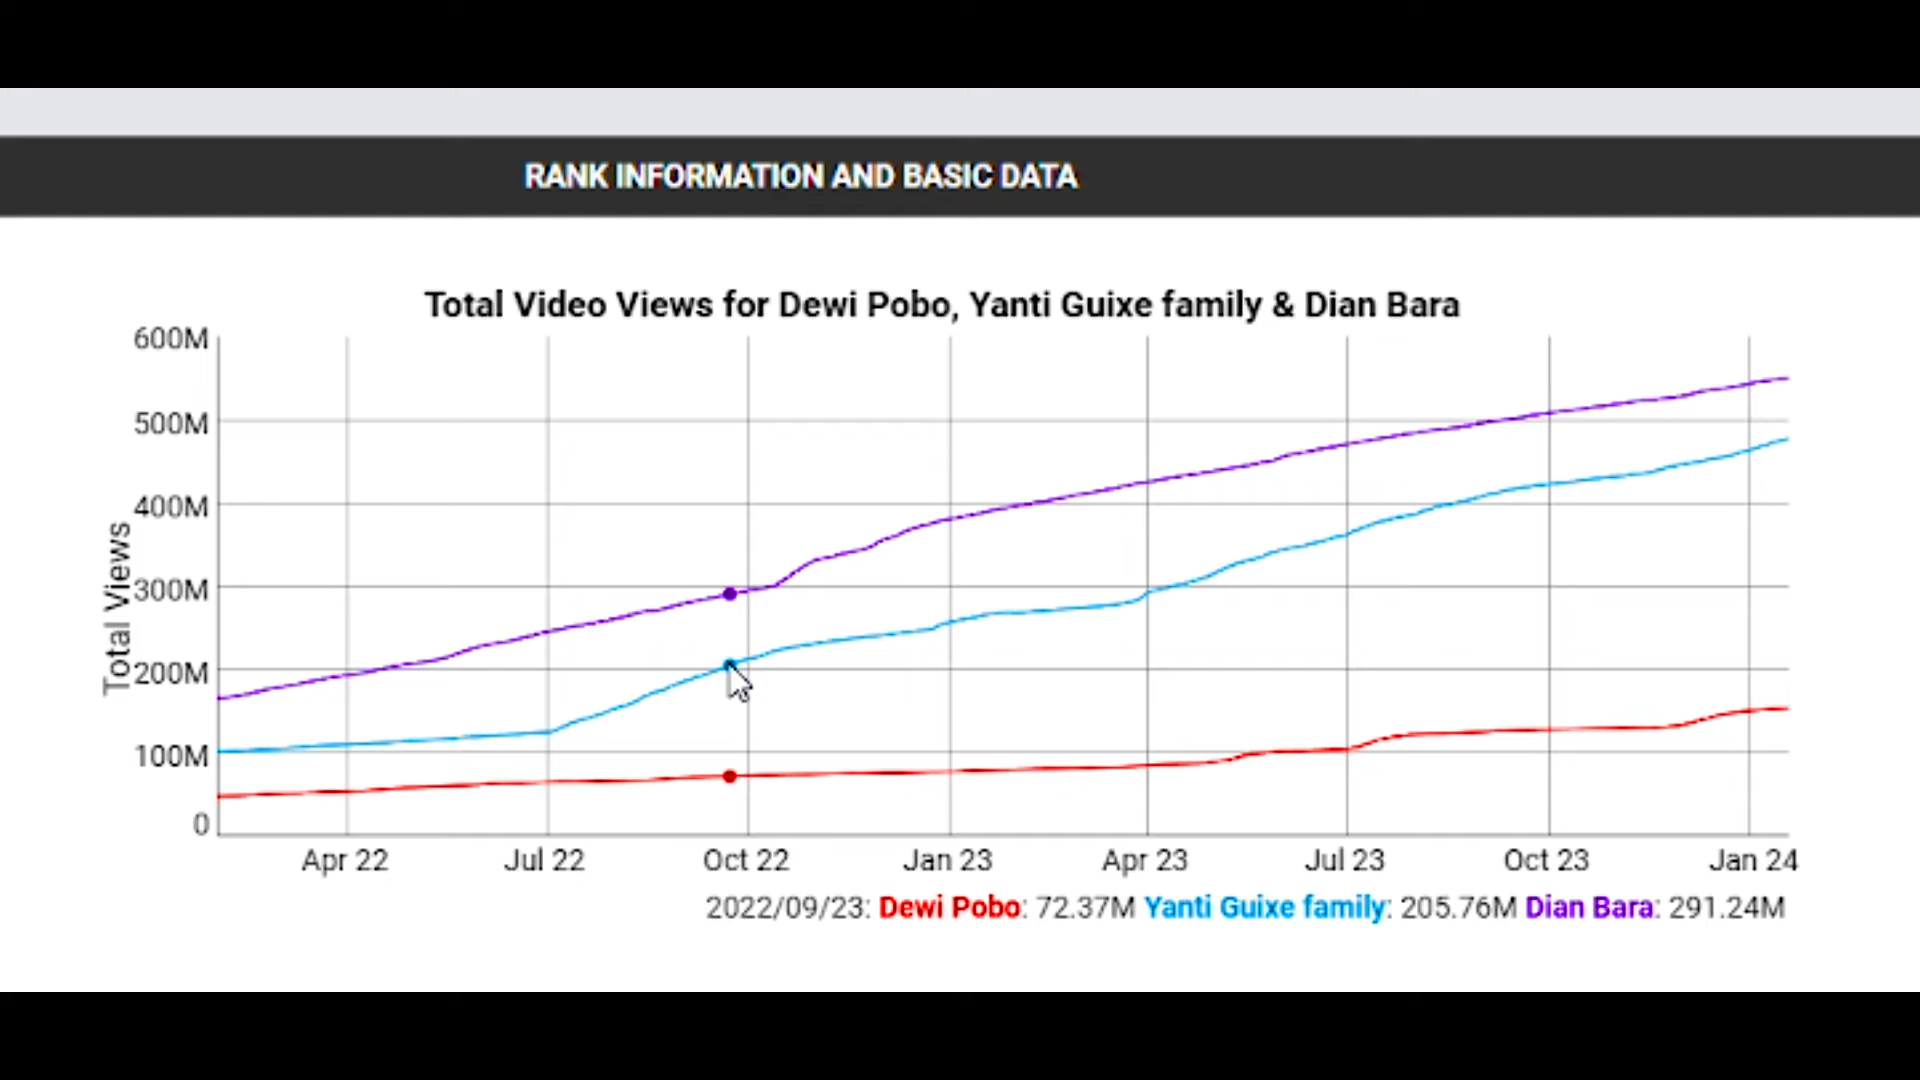 RANK INFORMATION AND BASIC DATA
Total Video Views for Dewi Pobo, Yanti Guixe family & Dian Bara
Total Views
600M
500M
400M
300M
200M
100M
0
Apr 22 Jul 22 Oct 22 Jan 23 Apr 23 Jul 23 Oct 23 Jan 24
2022/09/23: Dewi Pobo: 72.37M Yanti Guixe family: 205.76M Dian Bara: 291.24M